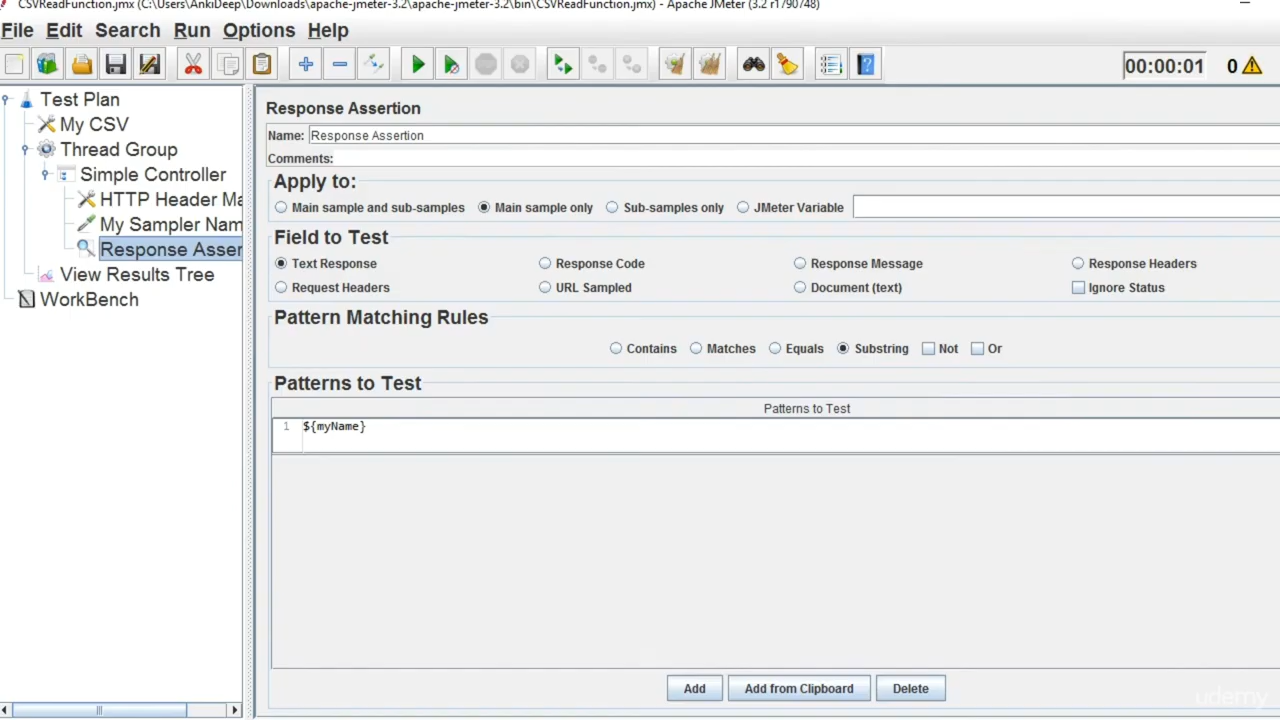 CSVReadFunction.jmx (C:\Users\AnkiDeep\Downloads\apache-jmeter-3.2\apache-jmeter-3.2\bin\CSVReadFunction.jmx) - Apache JMeter (3.2 r1790748)
File Edit Search Run Options Help
00:00:01 0
Test Plan
My CSV
Thread Group
Simple Controller
HTTP Header Ma
My Sampler Nam
Response Asser
View Results Tree
WorkBench
Response Assertion
Name: Response Assertion
Comments:
Apply to:
Main sample and sub-samples Main sample only Sub-samples only JMeter Variable
Field to Test
Text Response Response Code Response Message Response Headers
Request Headers URL Sampled Document (text) Ignore Status
Pattern Matching Rules
Contains Matches Equals Substring Not Or
Patterns to Test
Patterns to Test
1 ${myName}
Add Add from Clipboard Delete
udemy